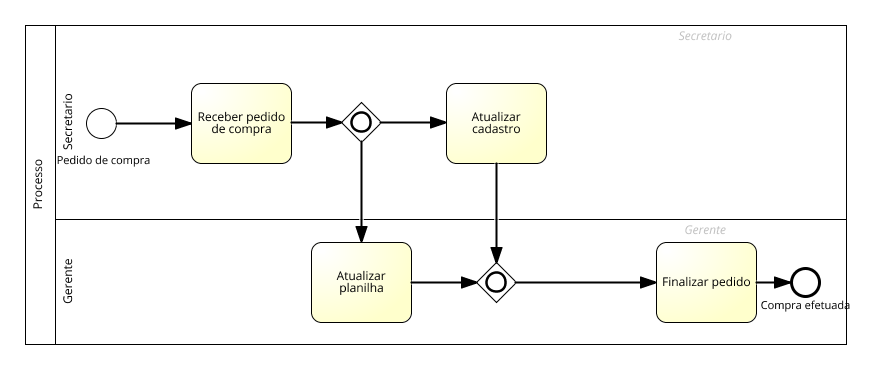 Processo
Secretario
Secretario
Pedido de compra
Receber pedido
de compra
Atualizar
cadastro
Gerente
Gerente
Atualizar
planilha
Finalizar pedido
Compra efetuada